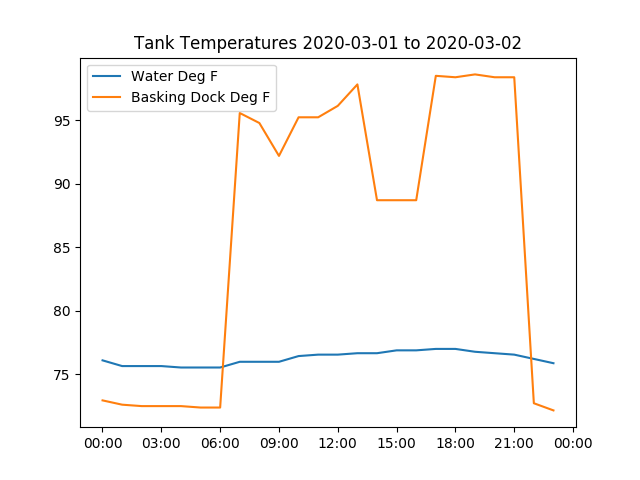 Tank Temperatures 2020-03-01 to 2020-03-02
Water Deg F
Basking Dock Deg F
95
90
85
80
75
00:00 03:00 06:00 09:00 12:00 15:00 18:00 21:00 00:00